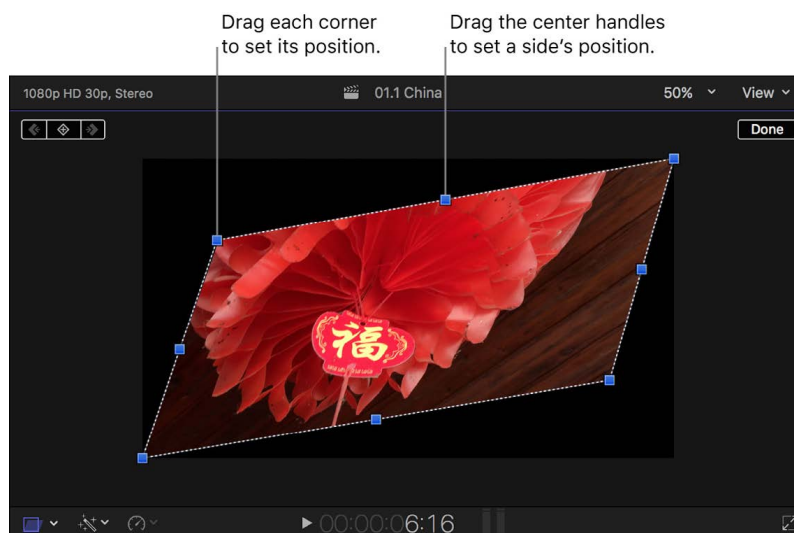 Drag each corner
to set its position.
Drag the center handles
to set a side's position.
1080p HD 30p, Stereo
01.1 China
50%
View
Done
福
00:00:06:16